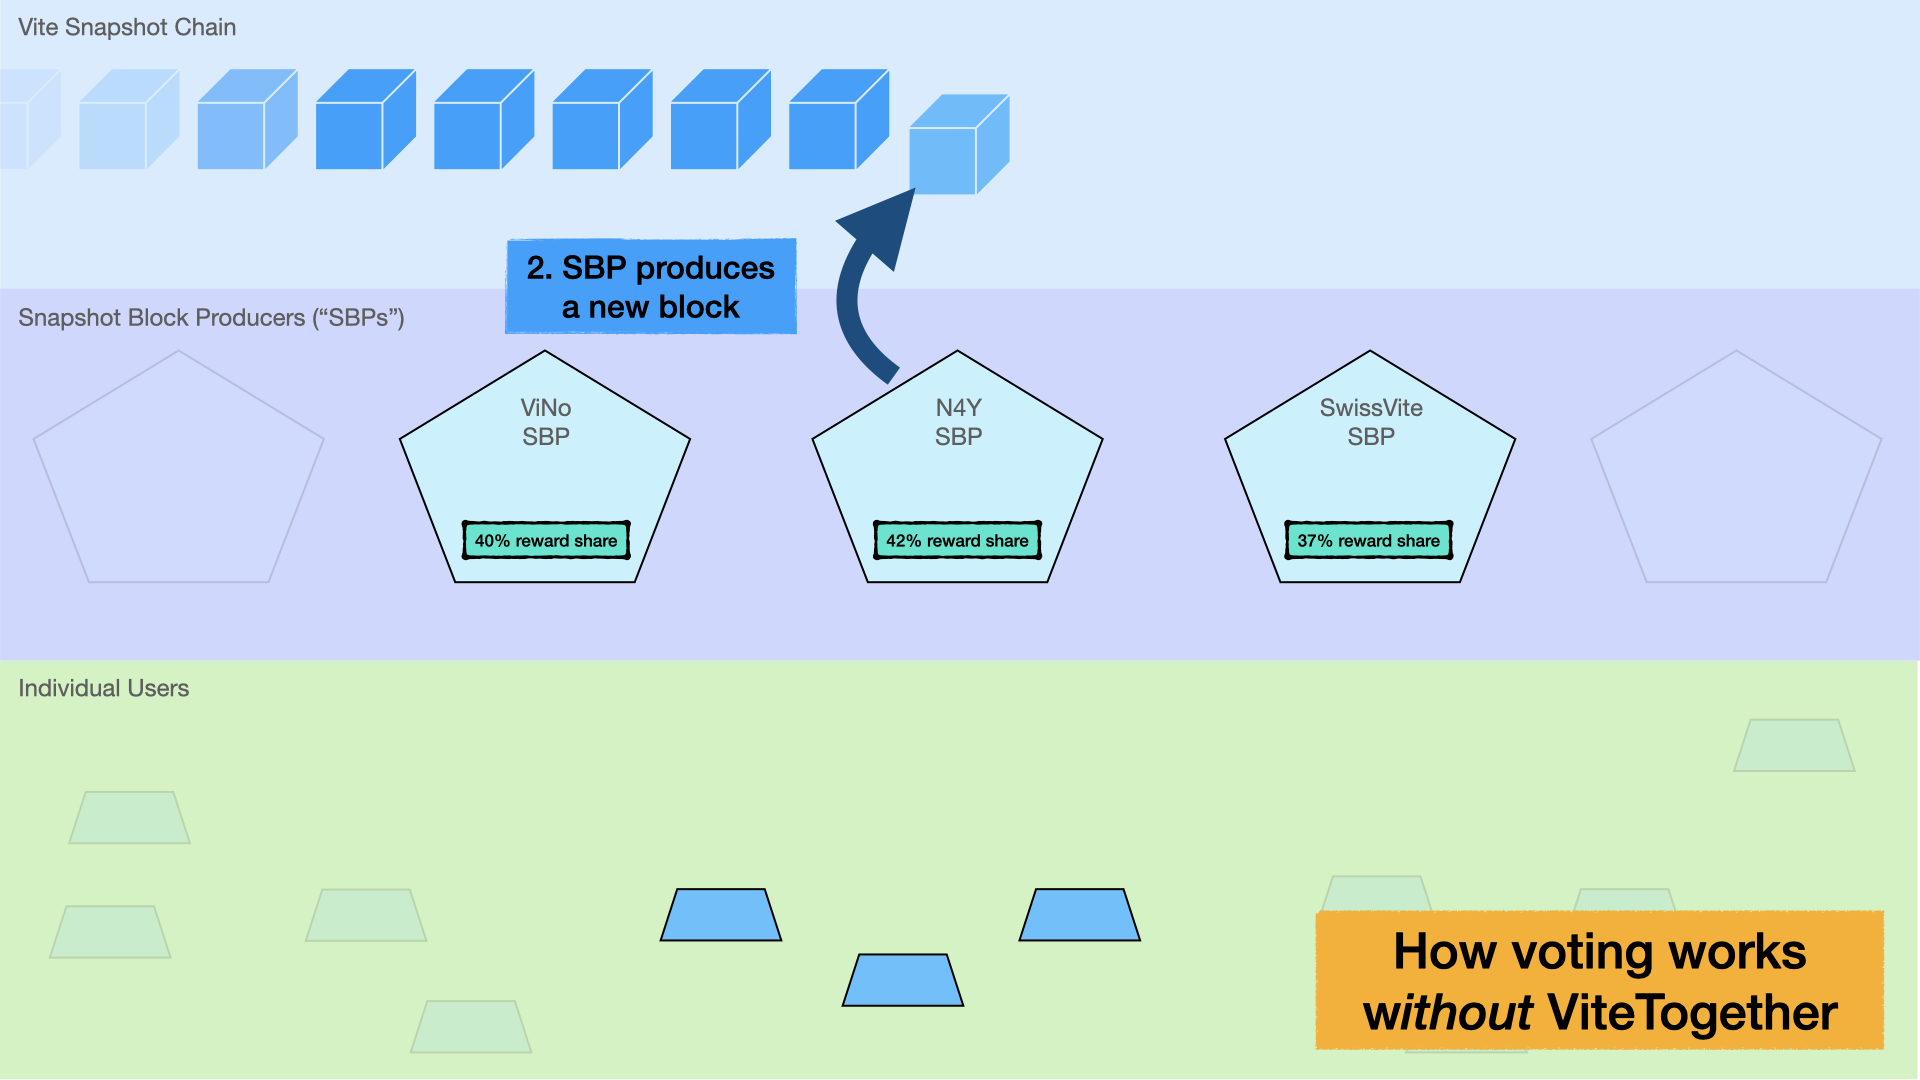 Vite Snapshot Chain
2. SBP produces
a new block
Snapshot Block Producers (“SBPs”)
ViNo
SBP
40% reward share
N4Y
SBP
42% reward share
SwissVite
SBP
37% reward share
Individual Users
How voting works
without ViteTogether